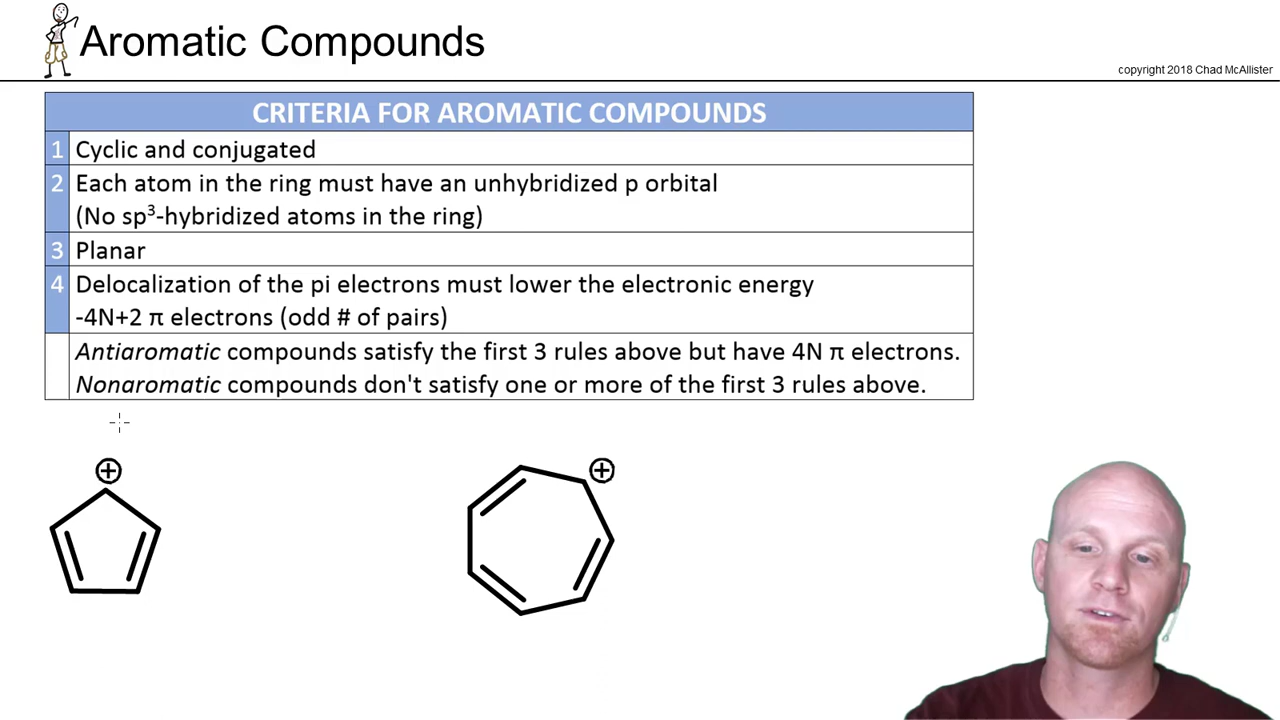 Aromatic Compounds
copyright 2018 Chad McAllister
CRITERIA FOR AROMATIC COMPOUNDS
1 Cyclic and conjugated
2 Each atom in the ring must have an unhybridized p orbital
(No sp³-hybridized atoms in the ring)
3 Planar
4 Delocalization of the pi electrons must lower the electronic energy
-4N+2 π electrons (odd # of pairs)
Antiaromatic compounds satisfy the first 3 rules above but have 4N π electrons.
Nonaromatic compounds don't satisfy one or more of the first 3 rules above.
+ +